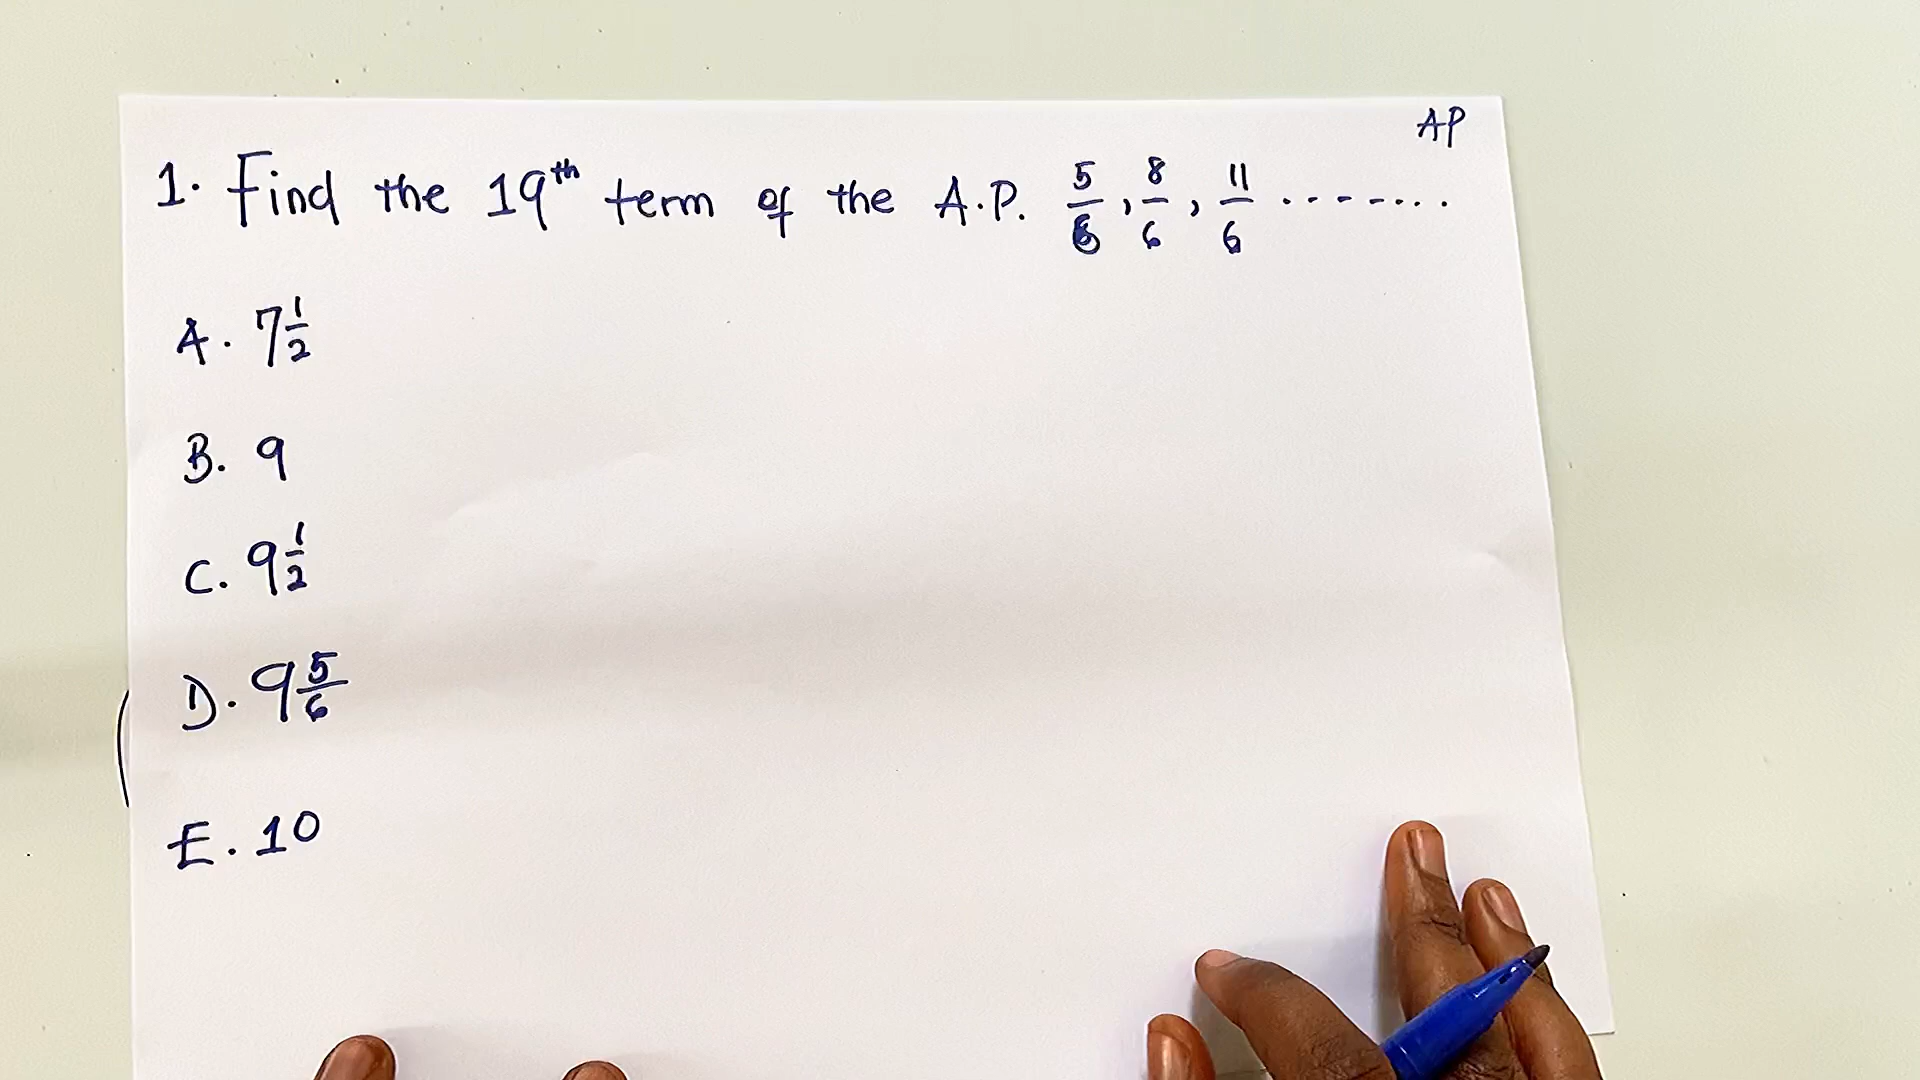 AP
1. Find the 19th term of the A.P. 5/6, 8/6, 11/6 ........
A. 7 1/2
B. 9
C. 9 1/2
D. 9 5/6
E. 10